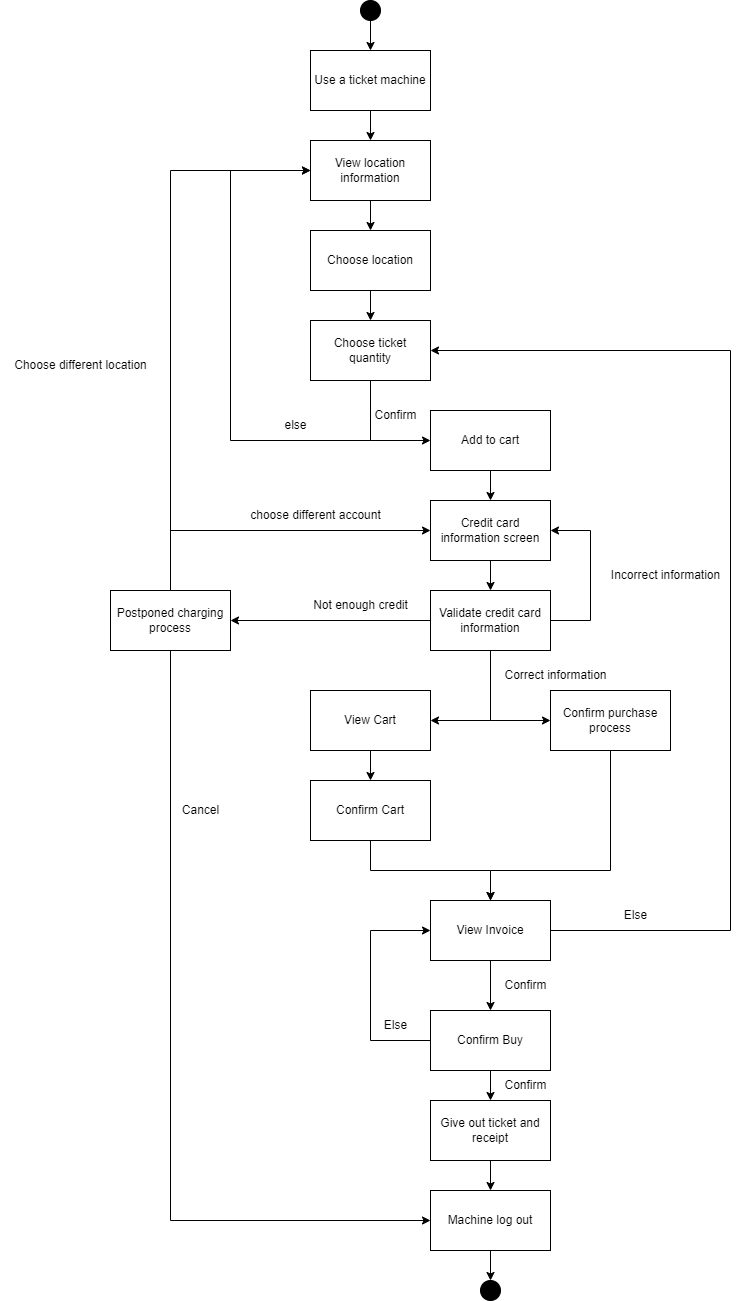 Use a ticket machine
View location
information
Choose location
Choose ticket
quantity
Choose different location
Confirm
else
Add to cart
choose different account
Credit card
information screen
Incorrect information
Not enough credit
Postponed charging
process
Validate credit card
information
Correct information
View Cart
Confirm purchase
process
Cancel
Confirm Cart
View Invoice
Else
Confirm
Else
Confirm Buy
Confirm
Give out ticket and
receipt
Machine log out